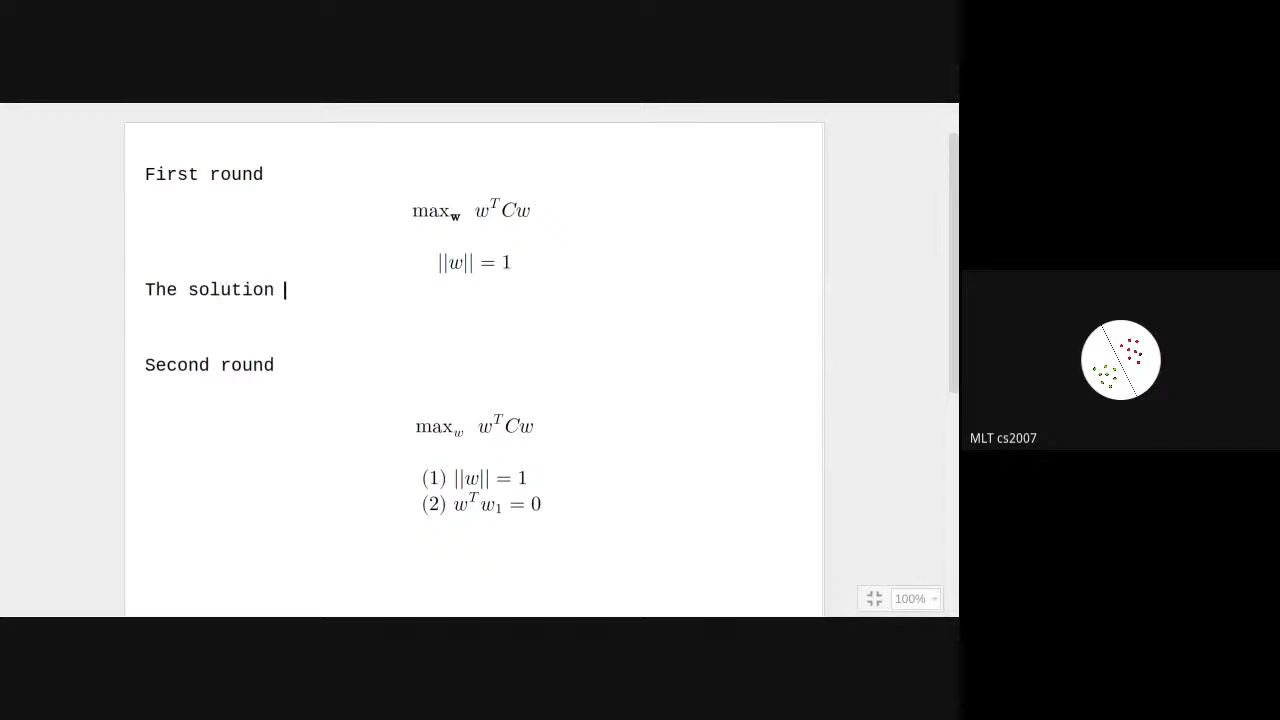 First round
max_w w^T Cw
||w|| = 1
The solution
Second round
max_w w^T Cw
(1) ||w|| = 1
(2) w^T w_1 = 0
100%
MLT cs2007